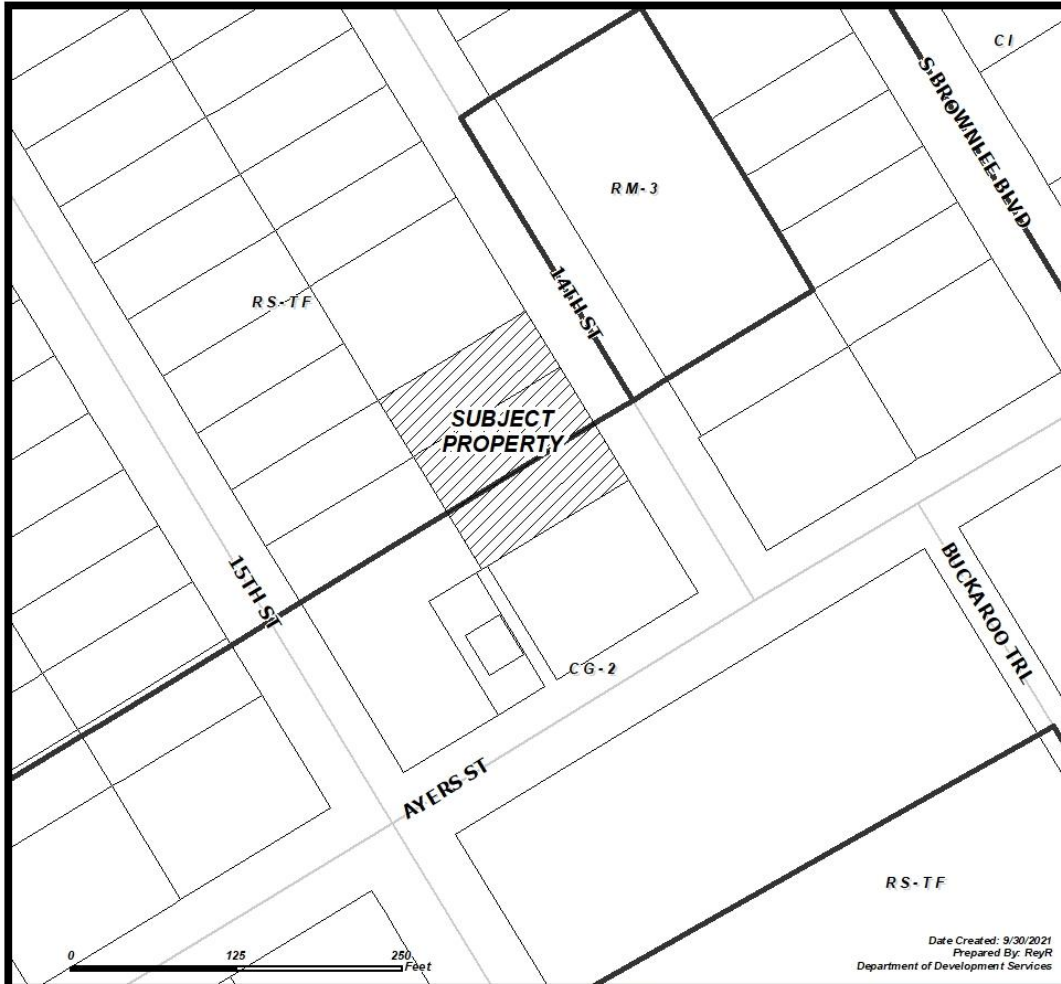 CI
S BROWNLEE BLVD
RM-3
RS-TF
14TH ST
SUBJECT
PROPERTY
15TH ST
BUCKAROO TRL
CG-2
AYERS ST
RS-TF
0 125 250
Feet
Date Created: 9/30/2021
Prepared By: ReyR
Department of Development Services